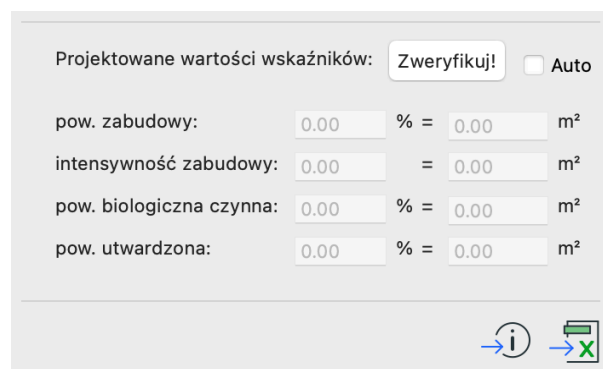 Projektowane wartości wskaźników: Zweryfikuj! Auto
pow. zabudowy: 0.00 % = 0.00 m²
intensywność zabudowy: 0.00 = 0.00 m²
pow. biologiczna czynna: 0.00 % = 0.00 m²
pow. utwardzona: 0.00 % = 0.00 m²
i X